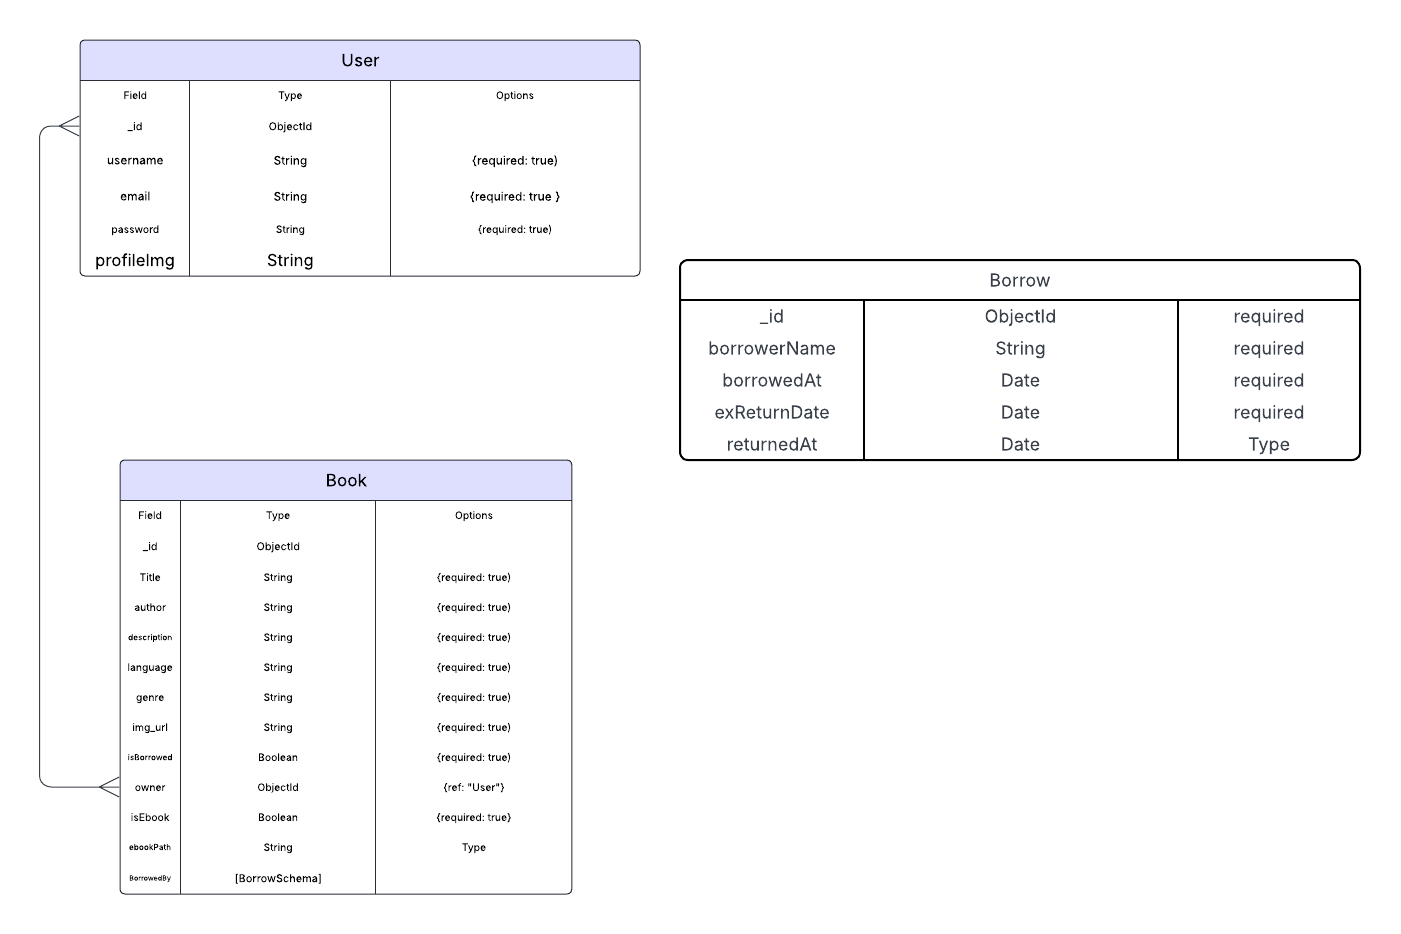 User
Field Type Options
_id ObjectId
username String {required: true)
email String {required: true }
password String {required: true)
profileImg String
Borrow
_id ObjectId required
borrowerName String required
borrowedAt Date required
exReturnDate Date required
returnedAt Date Type
Book
Field Type Options
_id ObjectId
Title String {required: true)
author String {required: true)
description String {required: true)
language String {required: true)
genre String {required: true)
img_url String {required: true)
isBorrowed Boolean {required: true)
owner ObjectId {ref: "User"}
isEbook Boolean {required: true}
ebookPath String Type
BorrowedBy [BorrowSchema]